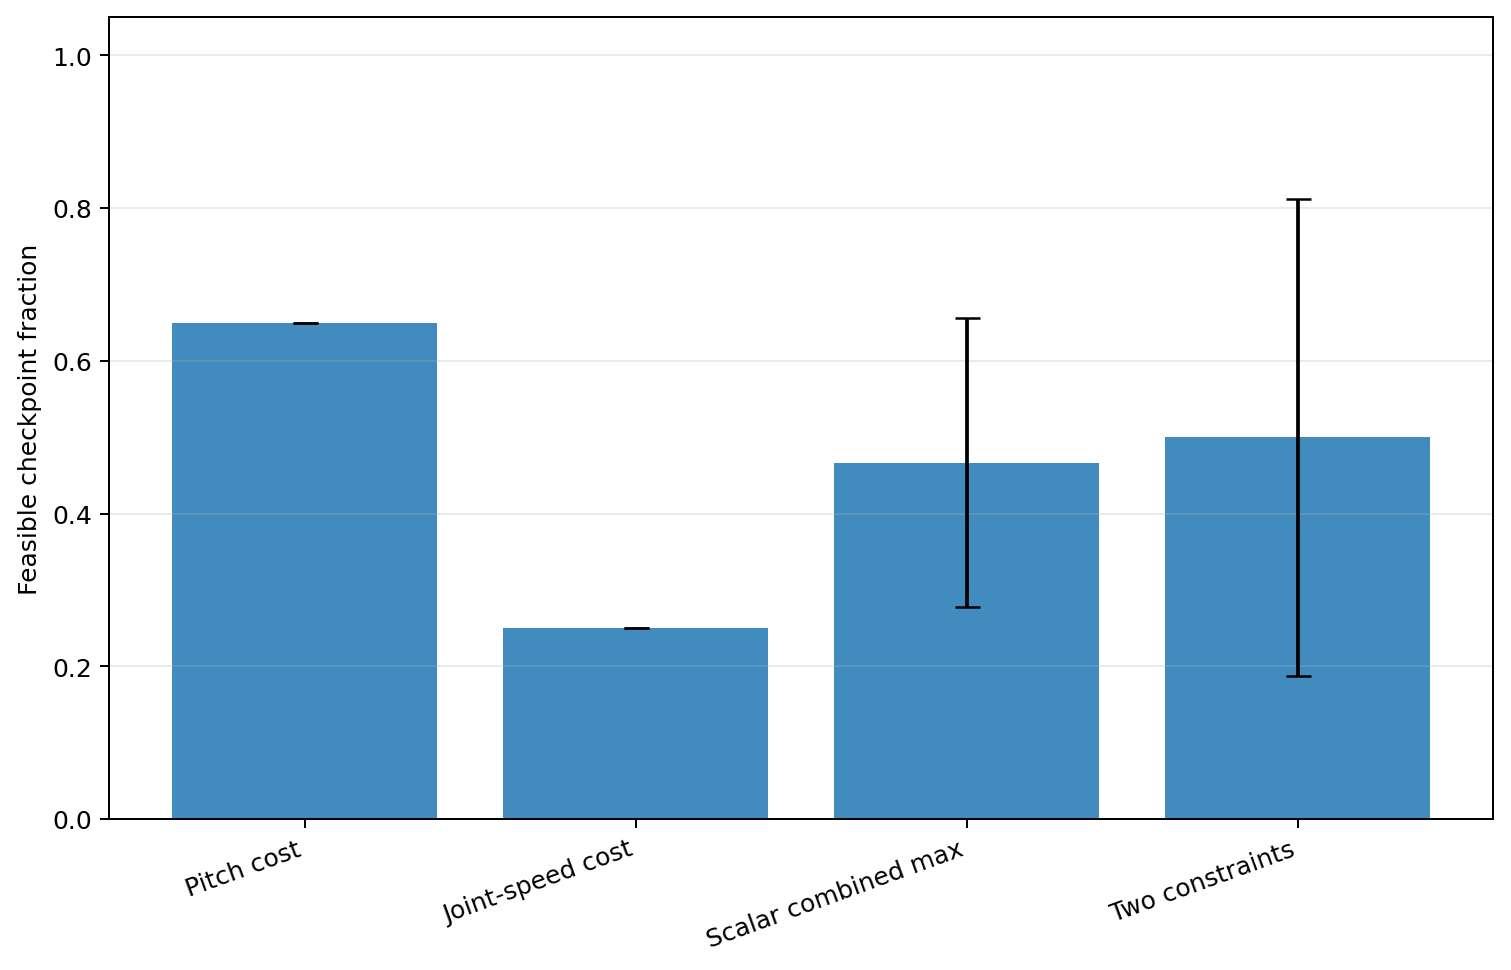 Feasible checkpoint fraction
1.0
0.8
0.6
0.4
0.2
0.0
Pitch cost
Joint-speed cost
Scalar combined max
Two constraints